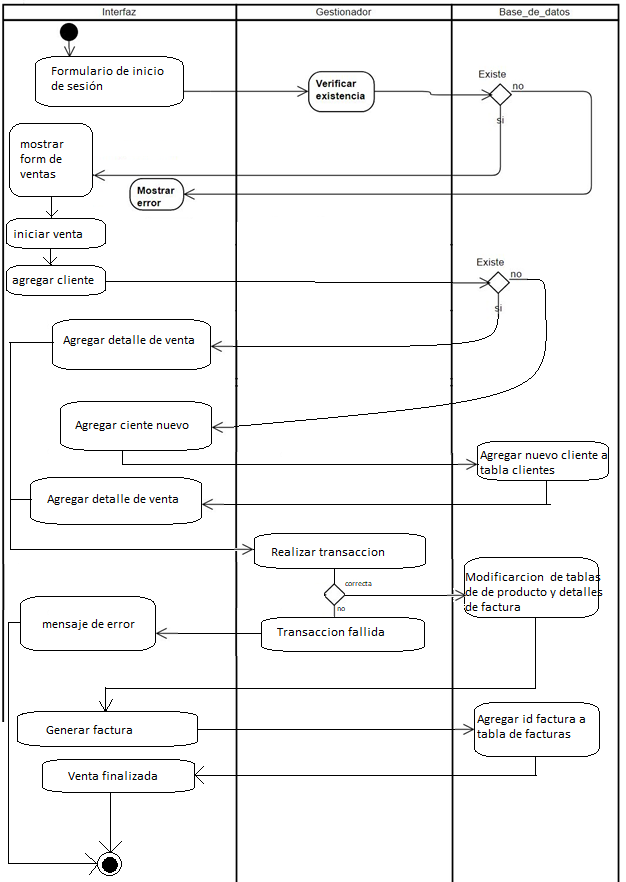 Interfaz
Gestionador
Base_de_datos
Formulario de inicio
de sesión
Verificar
existencia
Existe
no
si
mostrar
form de
ventas
Mostrar
error
iniciar venta
agregar cliente
Existe
no
si
Agregar detalle de venta
Agregar ciente nuevo
Agregar nuevo cliente a
tabla clientes
Agregar detalle de venta
Realizar transaccion
correcta
no
Modificarcion de tablas
de de producto y detalles
de factura
mensaje de error
Transaccion fallida
Generar factura
Agregar id factura a
tabla de facturas
Venta finalizada